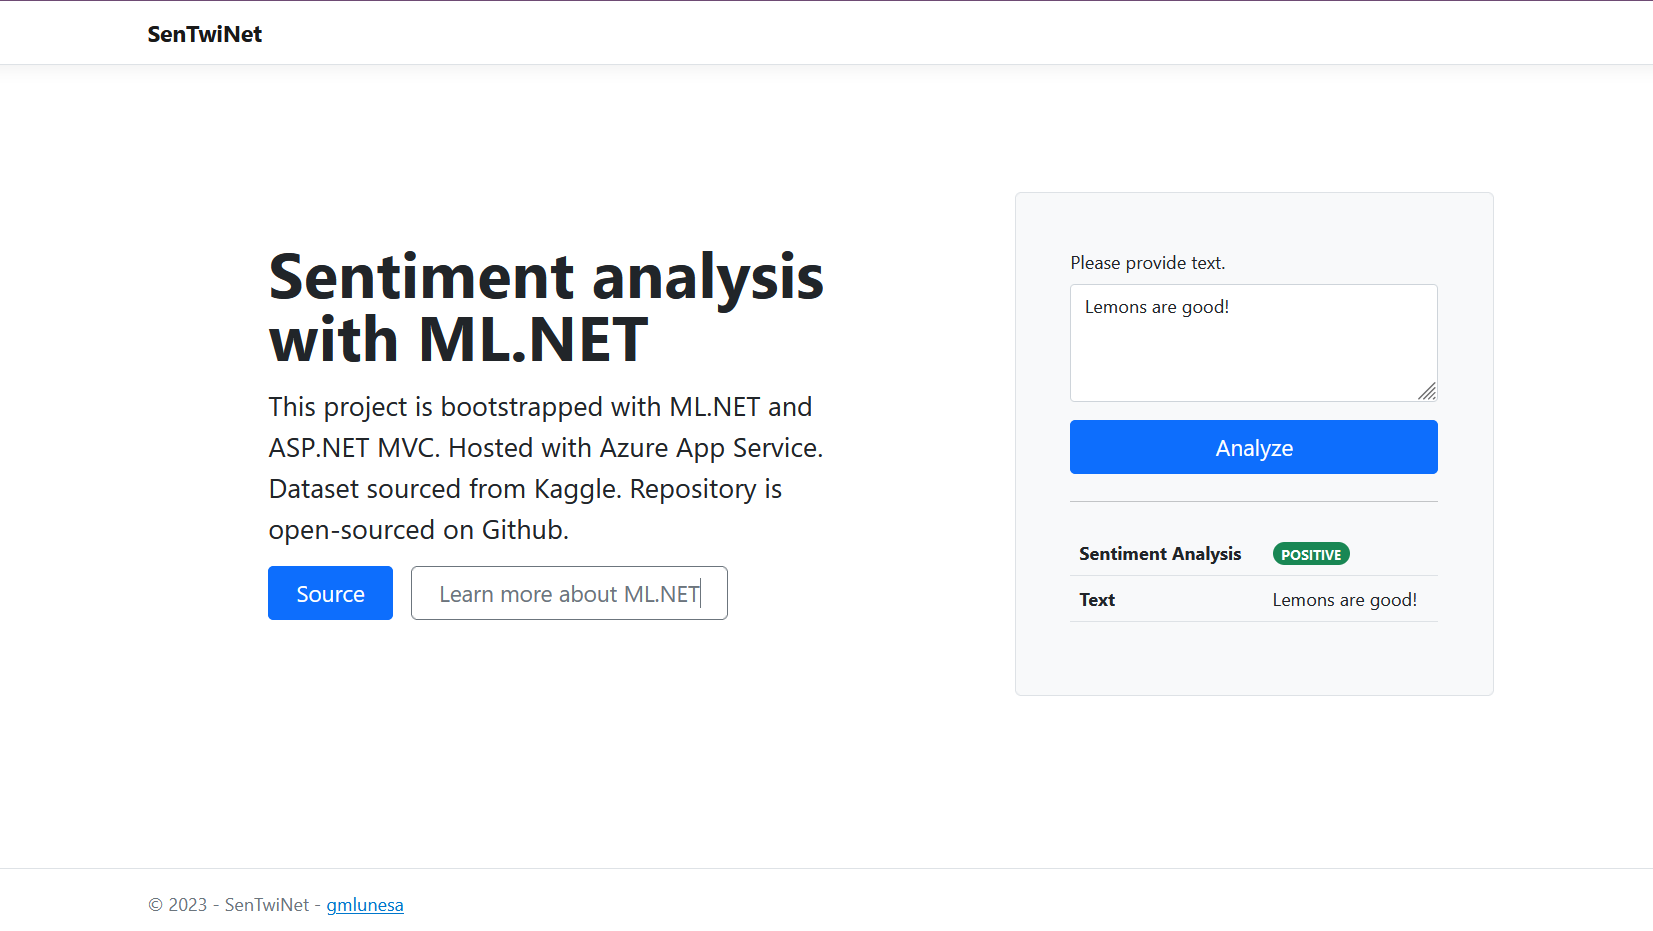 SenTwiNet
Sentiment analysis
with ML.NET
This project is bootstrapped with ML.NET and
ASP.NET MVC. Hosted with Azure App Service.
Dataset sourced from Kaggle. Repository is
open-sourced on Github.
Source
Learn more about ML.NET
Please provide text.
Lemons are good!
Analyze
Sentiment Analysis POSITIVE
Text Lemons are good!
© 2023 - SenTwiNet - gmlunesa